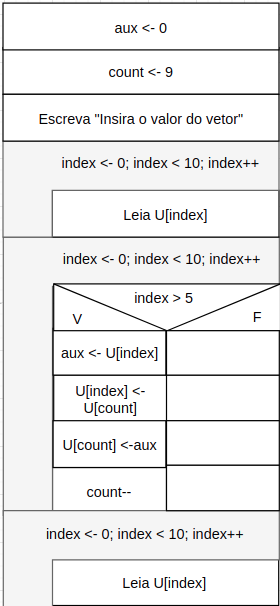 aux <- 0
count <- 9
Escreva "Insira o valor do vetor"
index <- 0; index < 10; index++
Leia U[index]
index <- 0; index < 10; index++
index > 5
V
F
aux <- U[index]
U[index] <-
U[count]
U[count] <-aux
count--
index <- 0; index < 10; index++
Leia U[index]